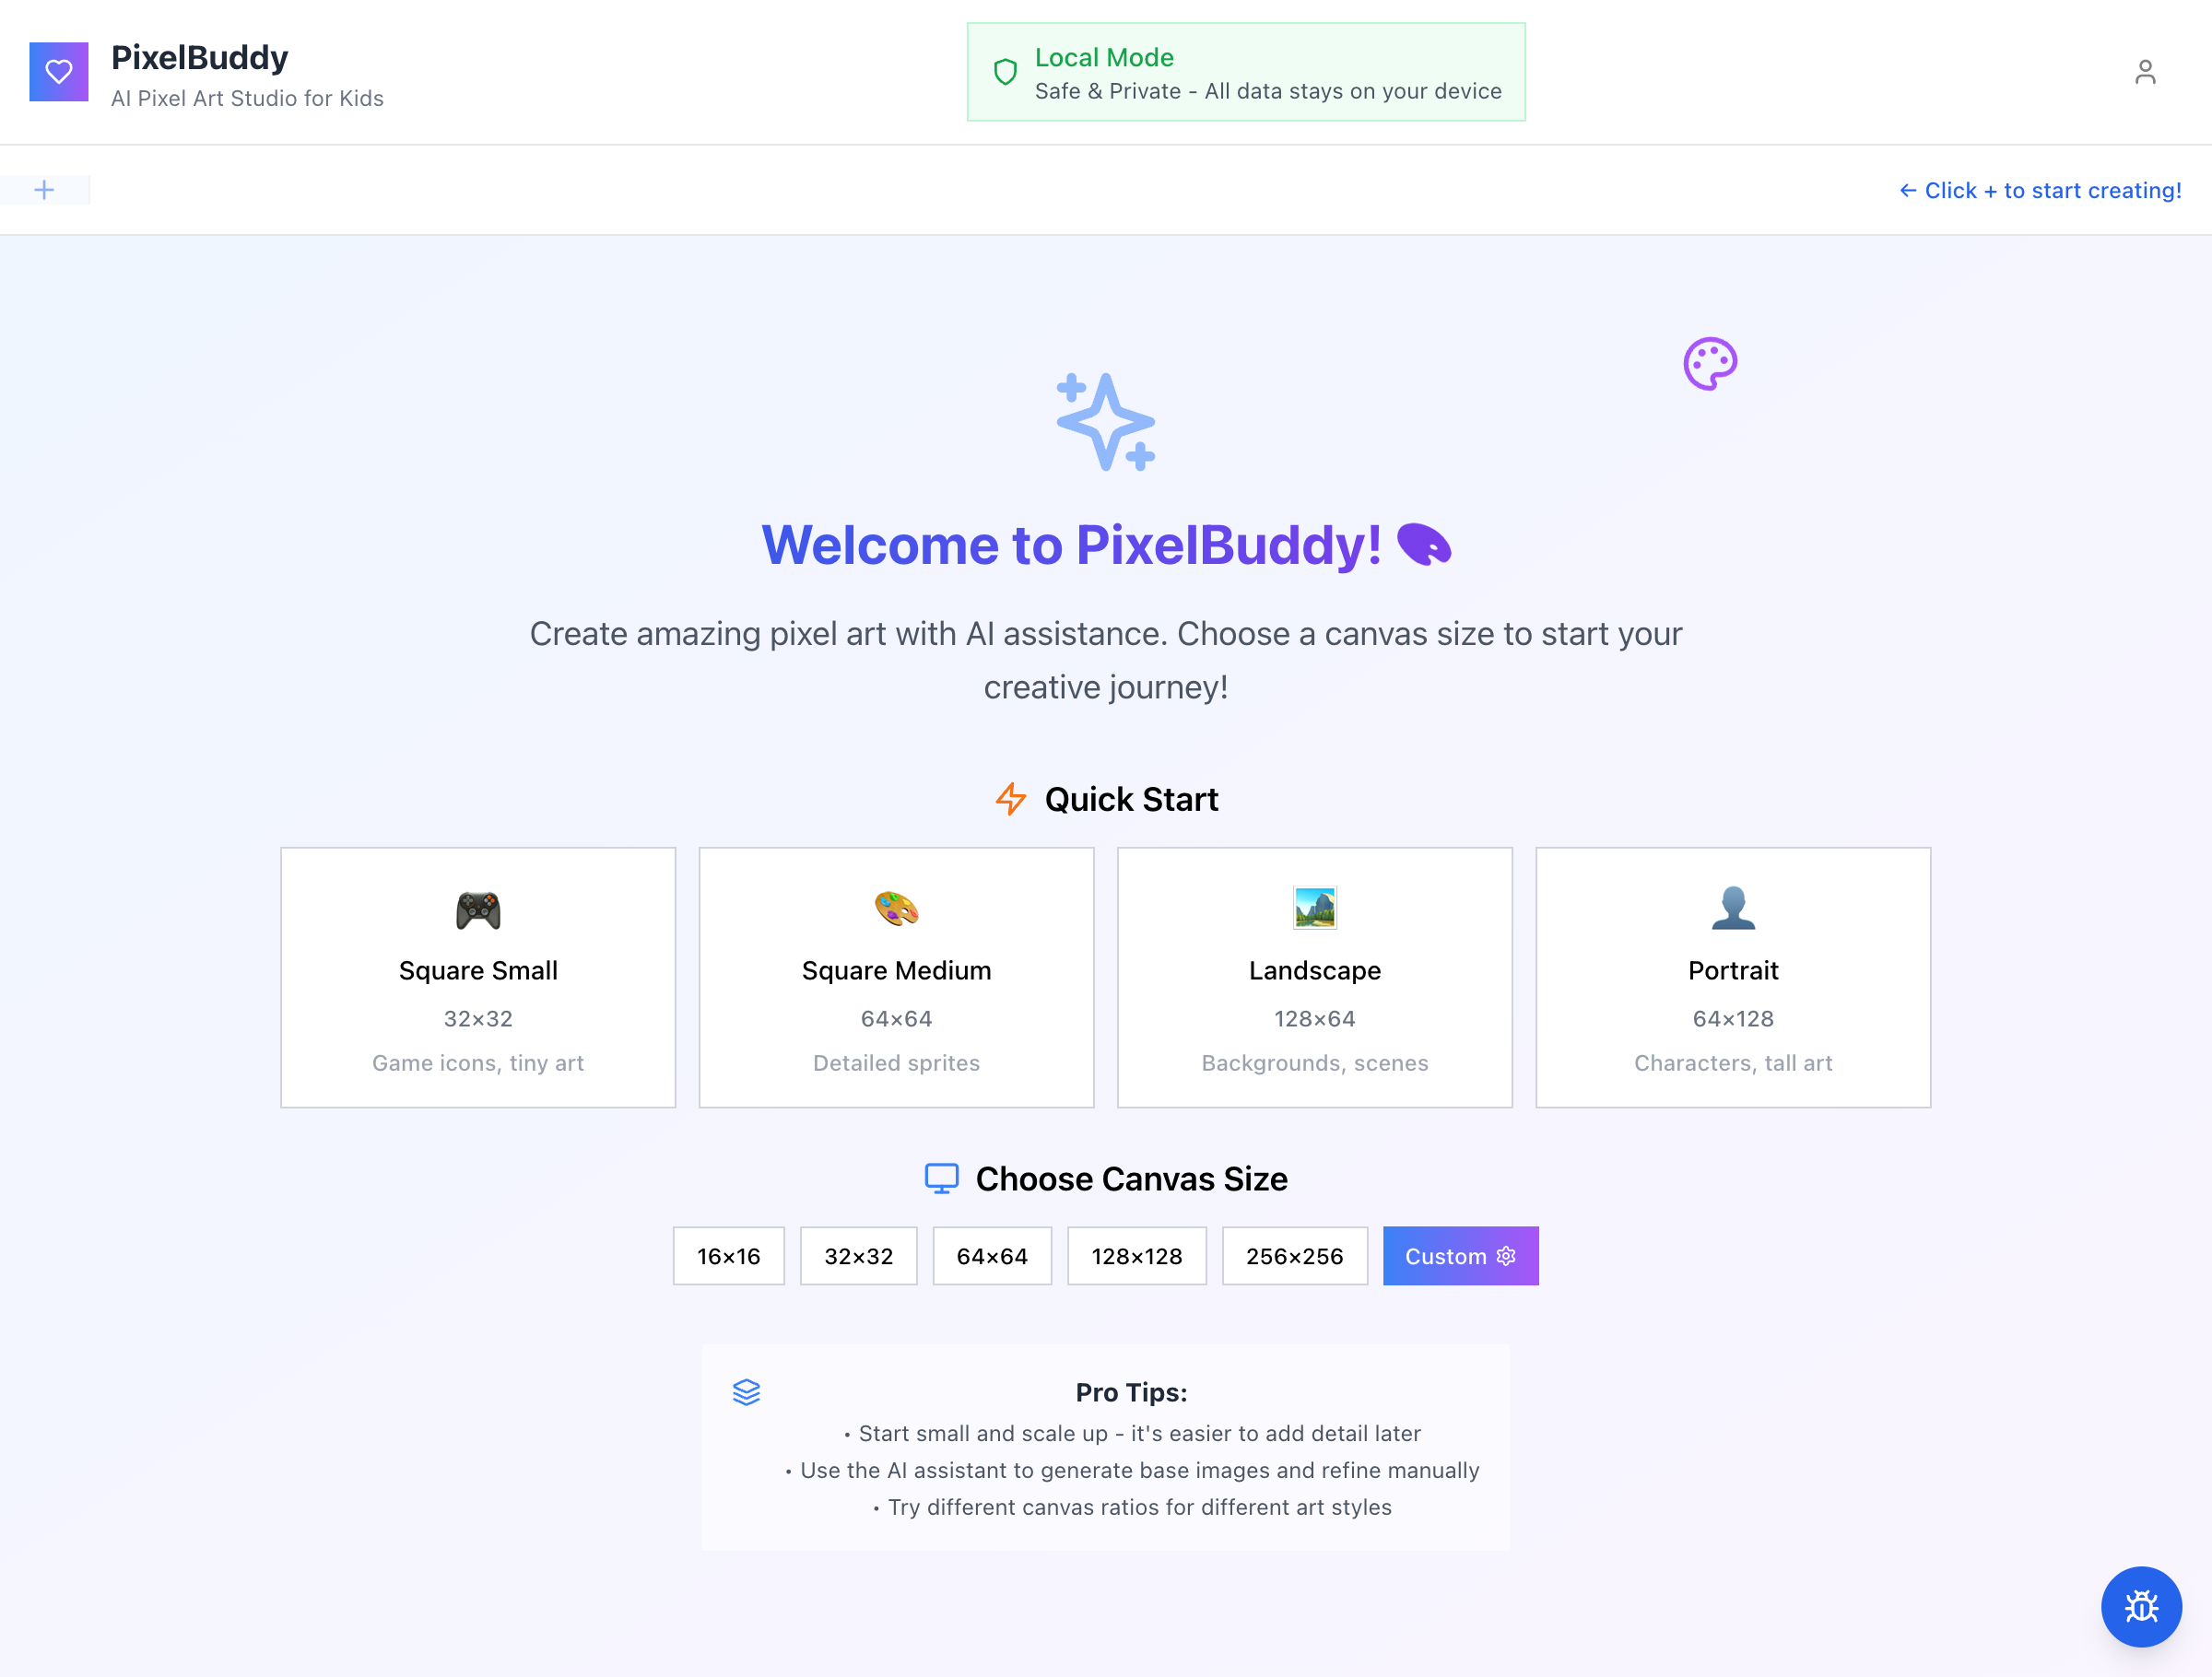 PixelBuddy
AI Pixel Art Studio for Kids
Local Mode
Safe & Private - All data stays on your device
← Click + to start creating!
Welcome to PixelBuddy!
Create amazing pixel art with AI assistance. Choose a canvas size to start your
creative journey!
Quick Start
Square Small
32×32
Game icons, tiny art
Square Medium
64×64
Detailed sprites
Landscape
128×64
Backgrounds, scenes
Portrait
64×128
Characters, tall art
Choose Canvas Size
16×16
32×32
64×64
128×128
256×256
Custom
Pro Tips:
• Start small and scale up - it's easier to add detail later
• Use the AI assistant to generate base images and refine manually
• Try different canvas ratios for different art styles